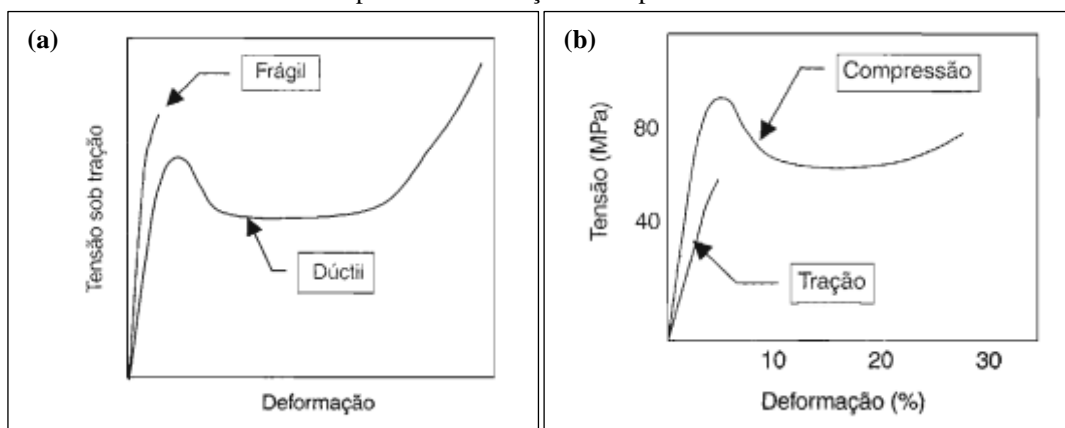 (a)
Frágil
Tensão sob tração
Dúctii
Deformação
(b)
Compressão
Tensão (MPa)
80
40
Tração
10 20 30
Deformação (%)